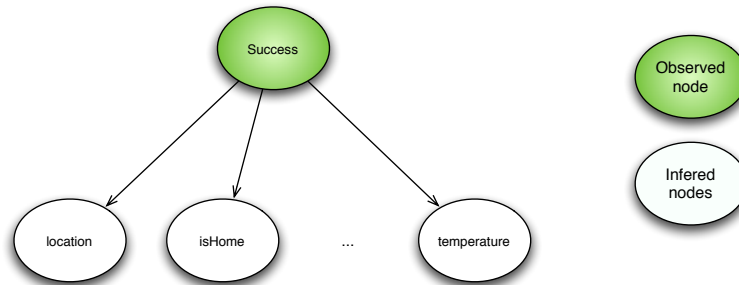 Success
Observed
node
Infered
nodes
location
isHome
...
temperature